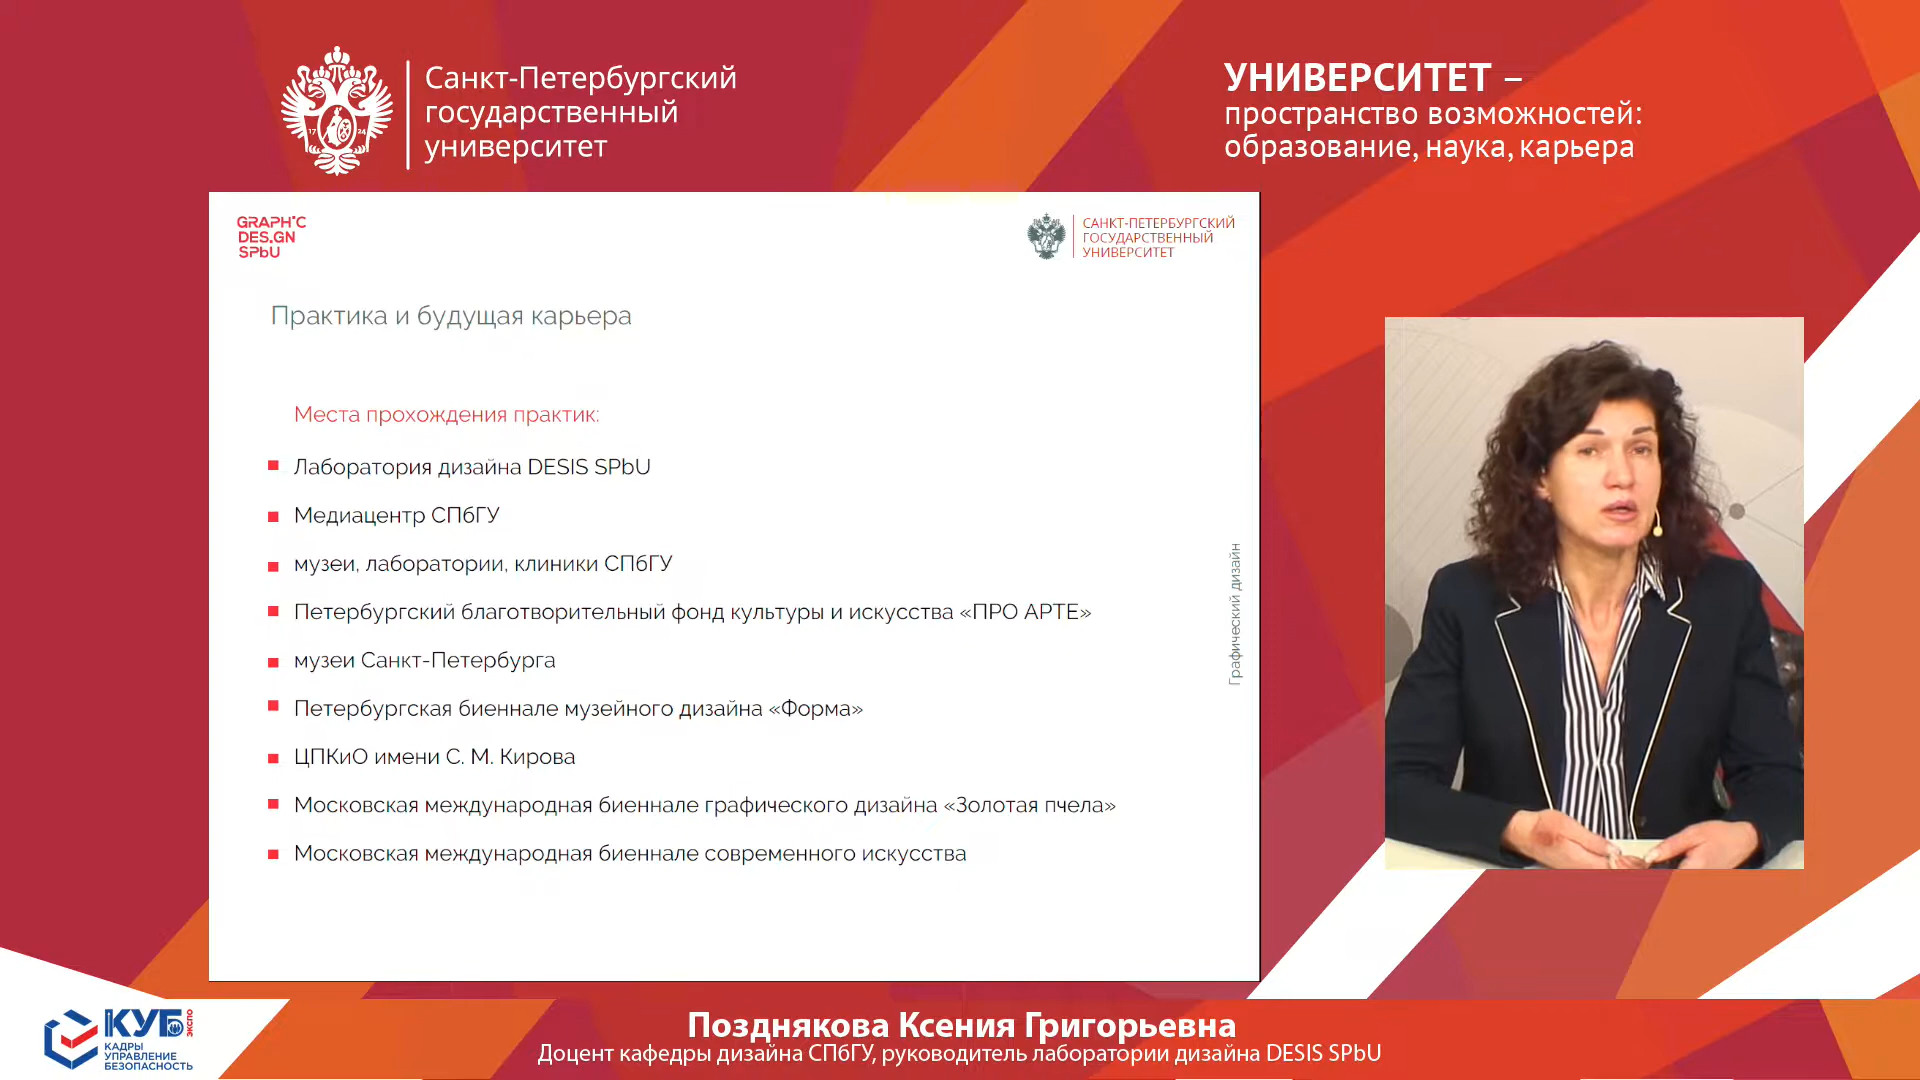 Санкт-Петербургский
государственный
университет
17 24
УНИВЕРСИТЕТ –
пространство возможностей:
образование, наука, карьера
GRAPH'C
DES.GN
SPbU
САНКТ-ПЕТЕРБУРГСКИЙ
ГОСУДАРСТВЕННЫЙ
УНИВЕРСИТЕТ
Практика и будущая карьера
Места прохождения практик:
Лаборатория дизайна DESIS SPbU
Медиацентр СПбГУ
музеи, лаборатории, клиники СПбГУ
Петербургский благотворительный фонд культуры и искусства «ПРО АРТЕ»
музеи Санкт-Петербурга
Петербургская биеннале музейного дизайна «Форма»
ЦПКиО имени С. М. Кирова
Московская международная биеннале графического дизайна «Золотая пчела»
Московская международная биеннале современного искусства
Графический дизайн
КУБ ЭКСПО
КАДРЫ
УПРАВЛЕНИЕ
БЕЗОПАСНОСТЬ
Позднякова Ксения Григорьевна
Доцент кафедры дизайна СПбГУ, руководитель лаборатории дизайна DESIS SPbU